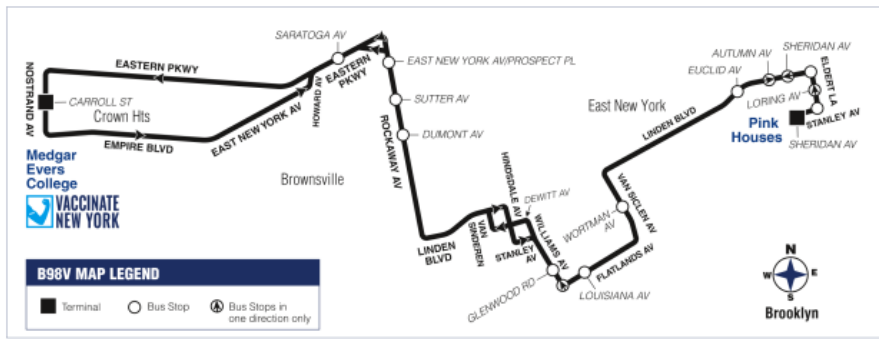 SARATOGA AV
EASTERN PKWY
NOSTRAND AV
CARROLL ST
Crown Hts
EMPIRE BLVD
EAST NEW YORK AV
HOWARD AV
EASTERN
PKWY
EAST NEW YORK AV/PROSPECT PL
SUTTER AV
DUMONT AV
ROCKAWAY AV
Brownsville
Medgar
Evers
College
VACCINATE
NEW YORK
LINDEN
BLVD
VAN
SINDEREN
HINDSDALE AV
DEWITT AV
STANLEY
AV
WILLIAMS AV
GLENWOOD RD
LOUISIANA AV
FLATLANDS AV
WORTMAN
AV
VAN SICLEN AV
East New York
LINDEN BLVD
EUCLID AV
AUTUMN AV
SHERIDAN AV
ELDERT LA
LORING AV
STANLEY AV
Pink
Houses
SHERIDAN AV
B98V MAP LEGEND
Terminal
Bus Stop
Bus Stops in
one direction only
N
W
E
S
Brooklyn